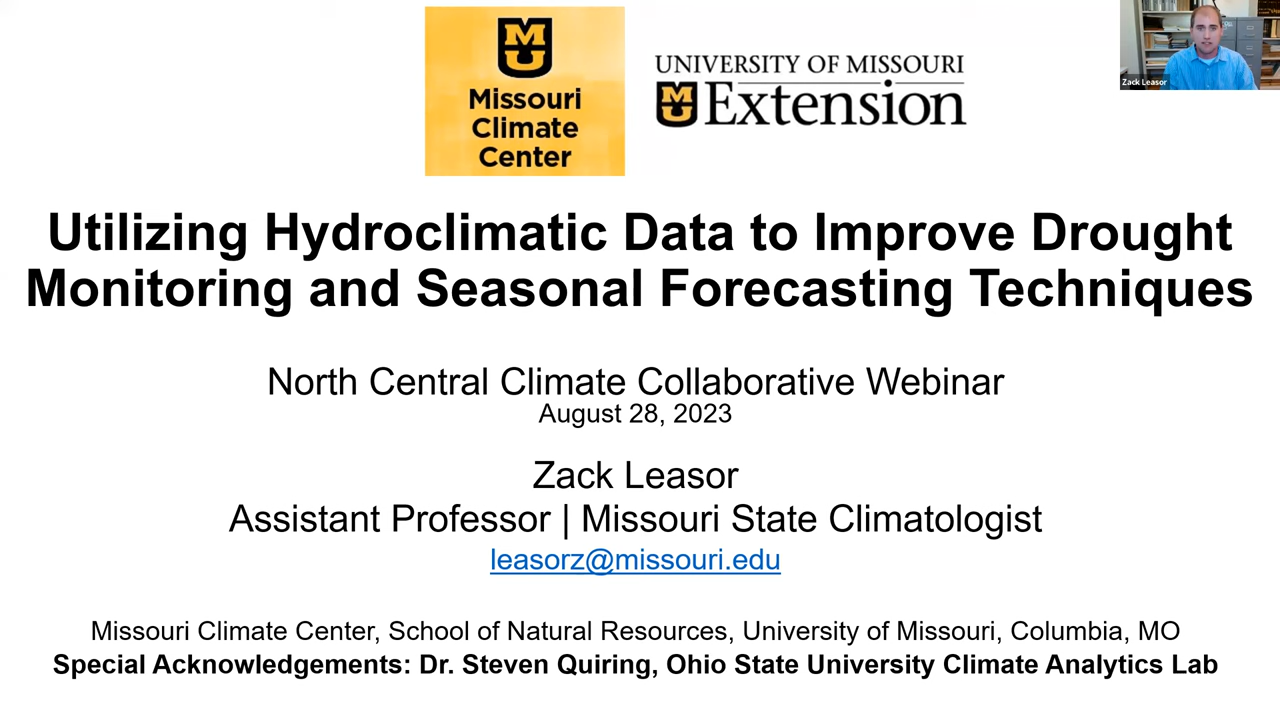 Missouri
Climate
Center
UNIVERSITY OF MISSOURI
Extension
Zack Leasor
Utilizing Hydroclimatic Data to Improve Drought
Monitoring and Seasonal Forecasting Techniques
North Central Climate Collaborative Webinar
August 28, 2023
Zack Leasor
Assistant Professor | Missouri State Climatologist
leasorz@missouri.edu
Missouri Climate Center, School of Natural Resources, University of Missouri, Columbia, MO
Special Acknowledgements: Dr. Steven Quiring, Ohio State University Climate Analytics Lab